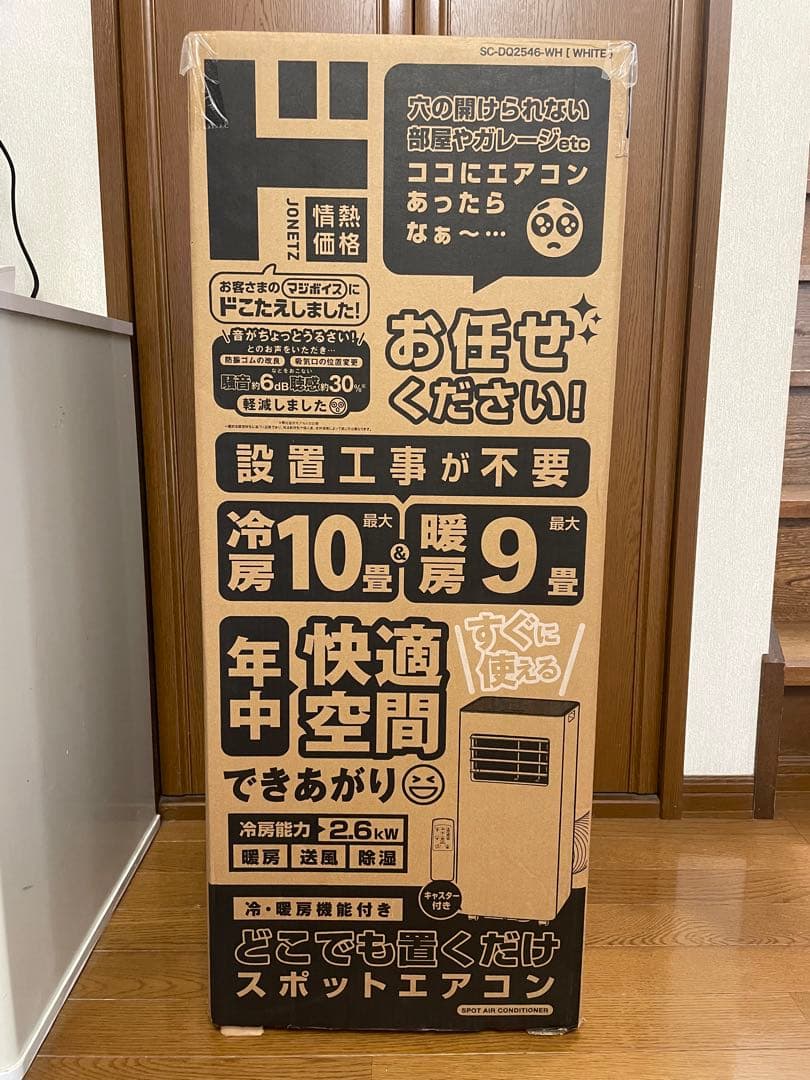 SC-DQ2546-WH [ WHITE ]
ド
JONETZ
情熱
価格
穴の開けられない
部屋やガレージetc
ココにエアコン
あったら
なぁ～…
お客さまのマジボイスに
ドこたえしました!
音がちょっとうるさい!
とのお声をいただき…
防振ゴムの改良 吸気口の位置変更
などをおこない
騒音約6dB聴感約30%※
軽減しました
お任せ
ください!
設置工事が不要
冷房 最大 10畳
&
暖房 最大 9畳
年中
快適
空間
できあがり
すぐに
使える
冷房能力 2.6kW
暖房 送風 除湿
キャスター
付き
冷・暖房機能付き
どこでも置くだけ
スポットエアコン
SPOT AIR CONDITIONER